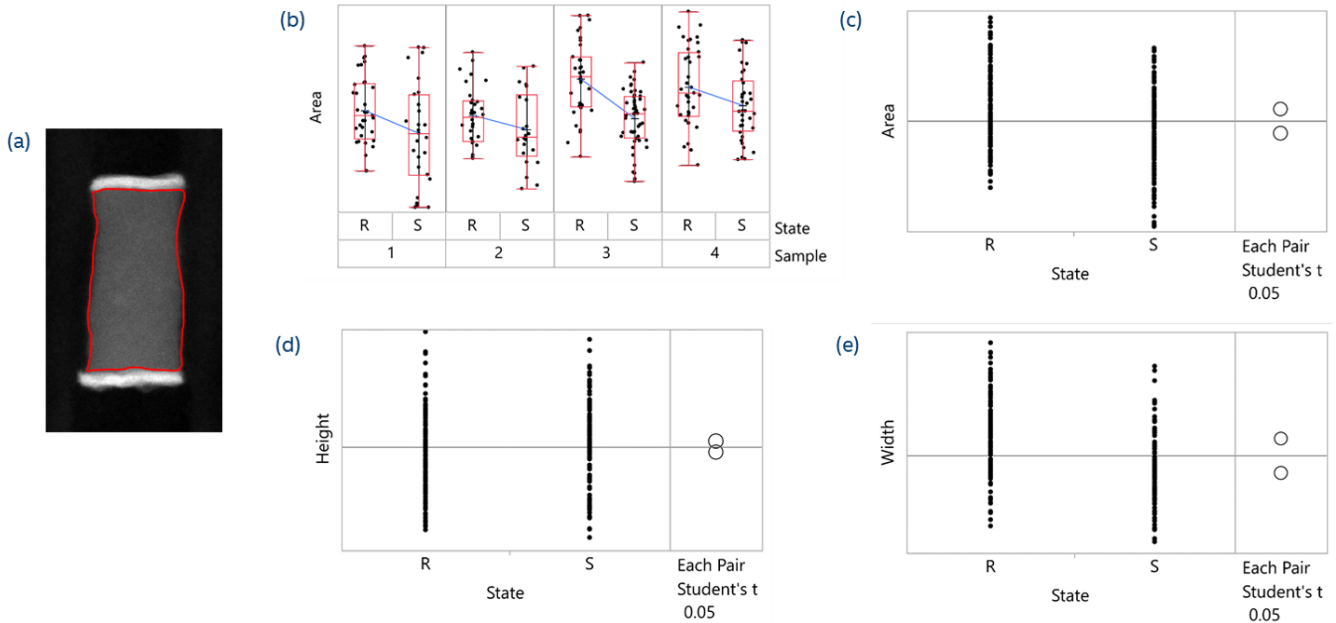 (a)
(b)
Area
R S R S R S R S State
1 2 3 4 Sample
(c)
Area
R S
State
Each Pair
Student's t
0.05
(d)
Height
R S
State
Each Pair
Student's t
0.05
(e)
Width
R S
State
Each Pair
Student's t
0.05